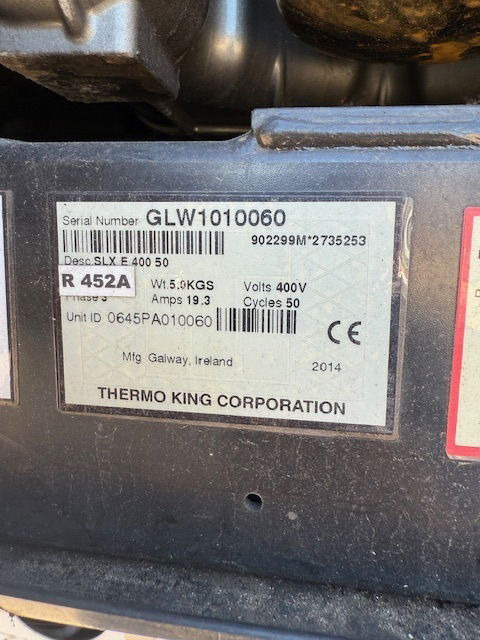 Serial Number GLW1010060
902299M*2735253
Desc SLX E 400 50
R 452A Wt.5.0KGS Volts 400V
Phase 3 Amps 19.3 Cycles 50
Unit ID 0645PA010060
CE
Mfg Galway, Ireland 2014
THERMO KING CORPORATION